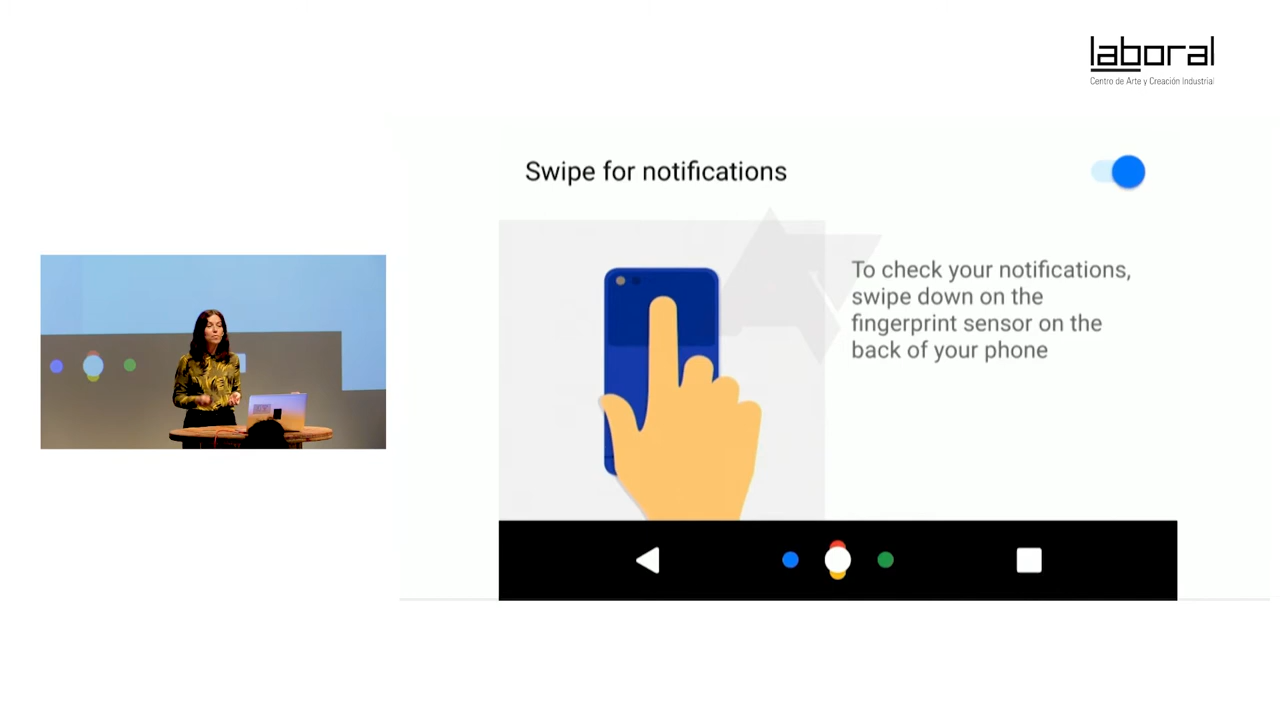 laboral
Centro de Arte y Creación Industrial
Swipe for notifications
To check your notifications,
swipe down on the
fingerprint sensor on the
back of your phone